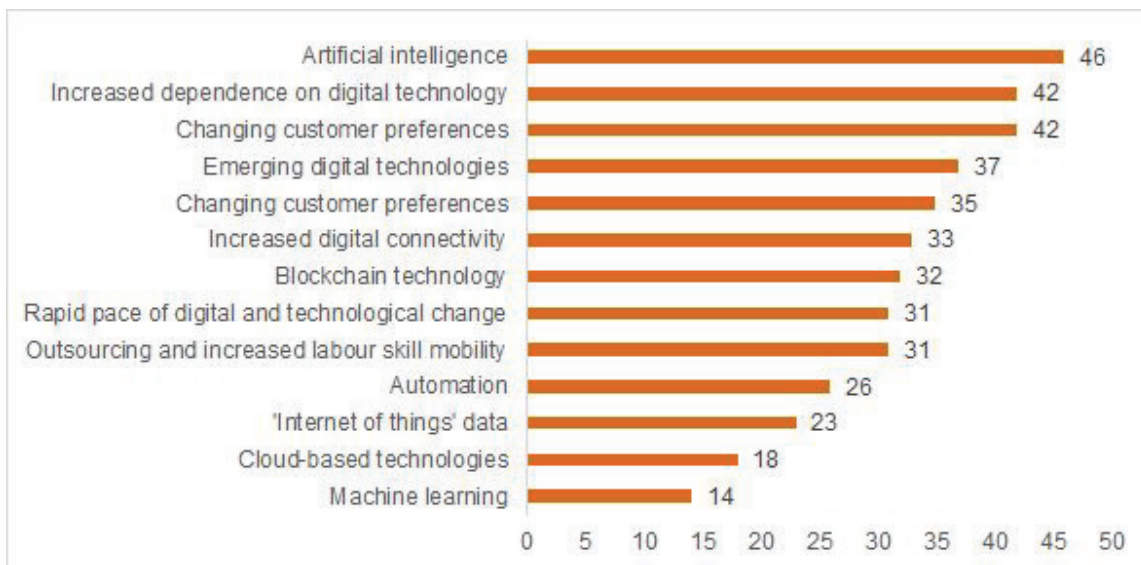 Artificial intelligence 46
Increased dependence on digital technology 42
Changing customer preferences 42
Emerging digital technologies 37
Changing customer preferences 35
Increased digital connectivity 33
Blockchain technology 32
Rapid pace of digital and technological change 31
Outsourcing and increased labour skill mobility 31
Automation 26
'Internet of things' data 23
Cloud-based technologies 18
Machine learning 14
0 5 10 15 20 25 30 35 40 45 50